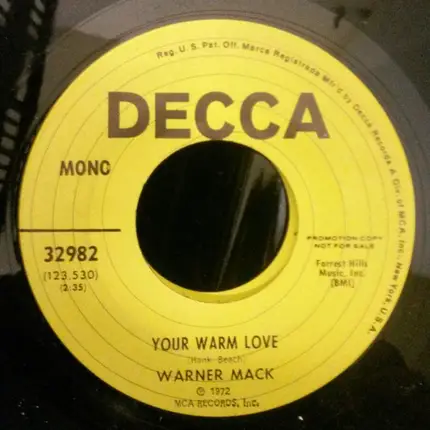 Reg. U.S. Pat. Off. Marca Registrada Mfr'd by Decca Records A Div. of MCA, Inc., New York, U.S.A.
DECCA
MONO
32982
(123,530)
(2:35)
PROMOTION COPY
NOT FOR SALE
Forrest Hills
Music, Inc.
(BMI)
YOUR WARM LOVE
(Hank Beach)
WARNER MACK
℗ 1972
MCA RECORDS, Inc.